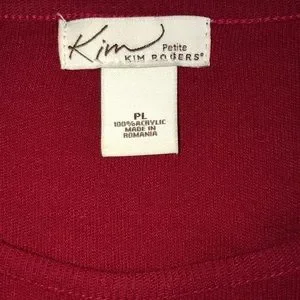 Kim
Petite
KIM ROGERS®
PL
100% ACRYLIC
MADE IN
ROMANIA